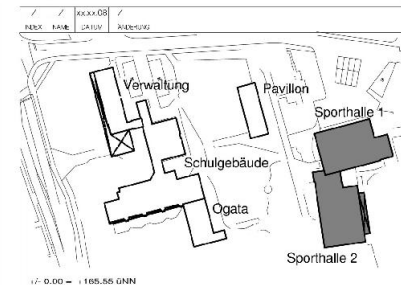 / / xx.xx.08 /
INDEX NAME DATUM ÄNDERUNG
Verwaltung
Pavillon
Sporthalle 1
Schulgebäude
Ogata
Sporthalle 2
+/- 0.00 = +165.55 üNN